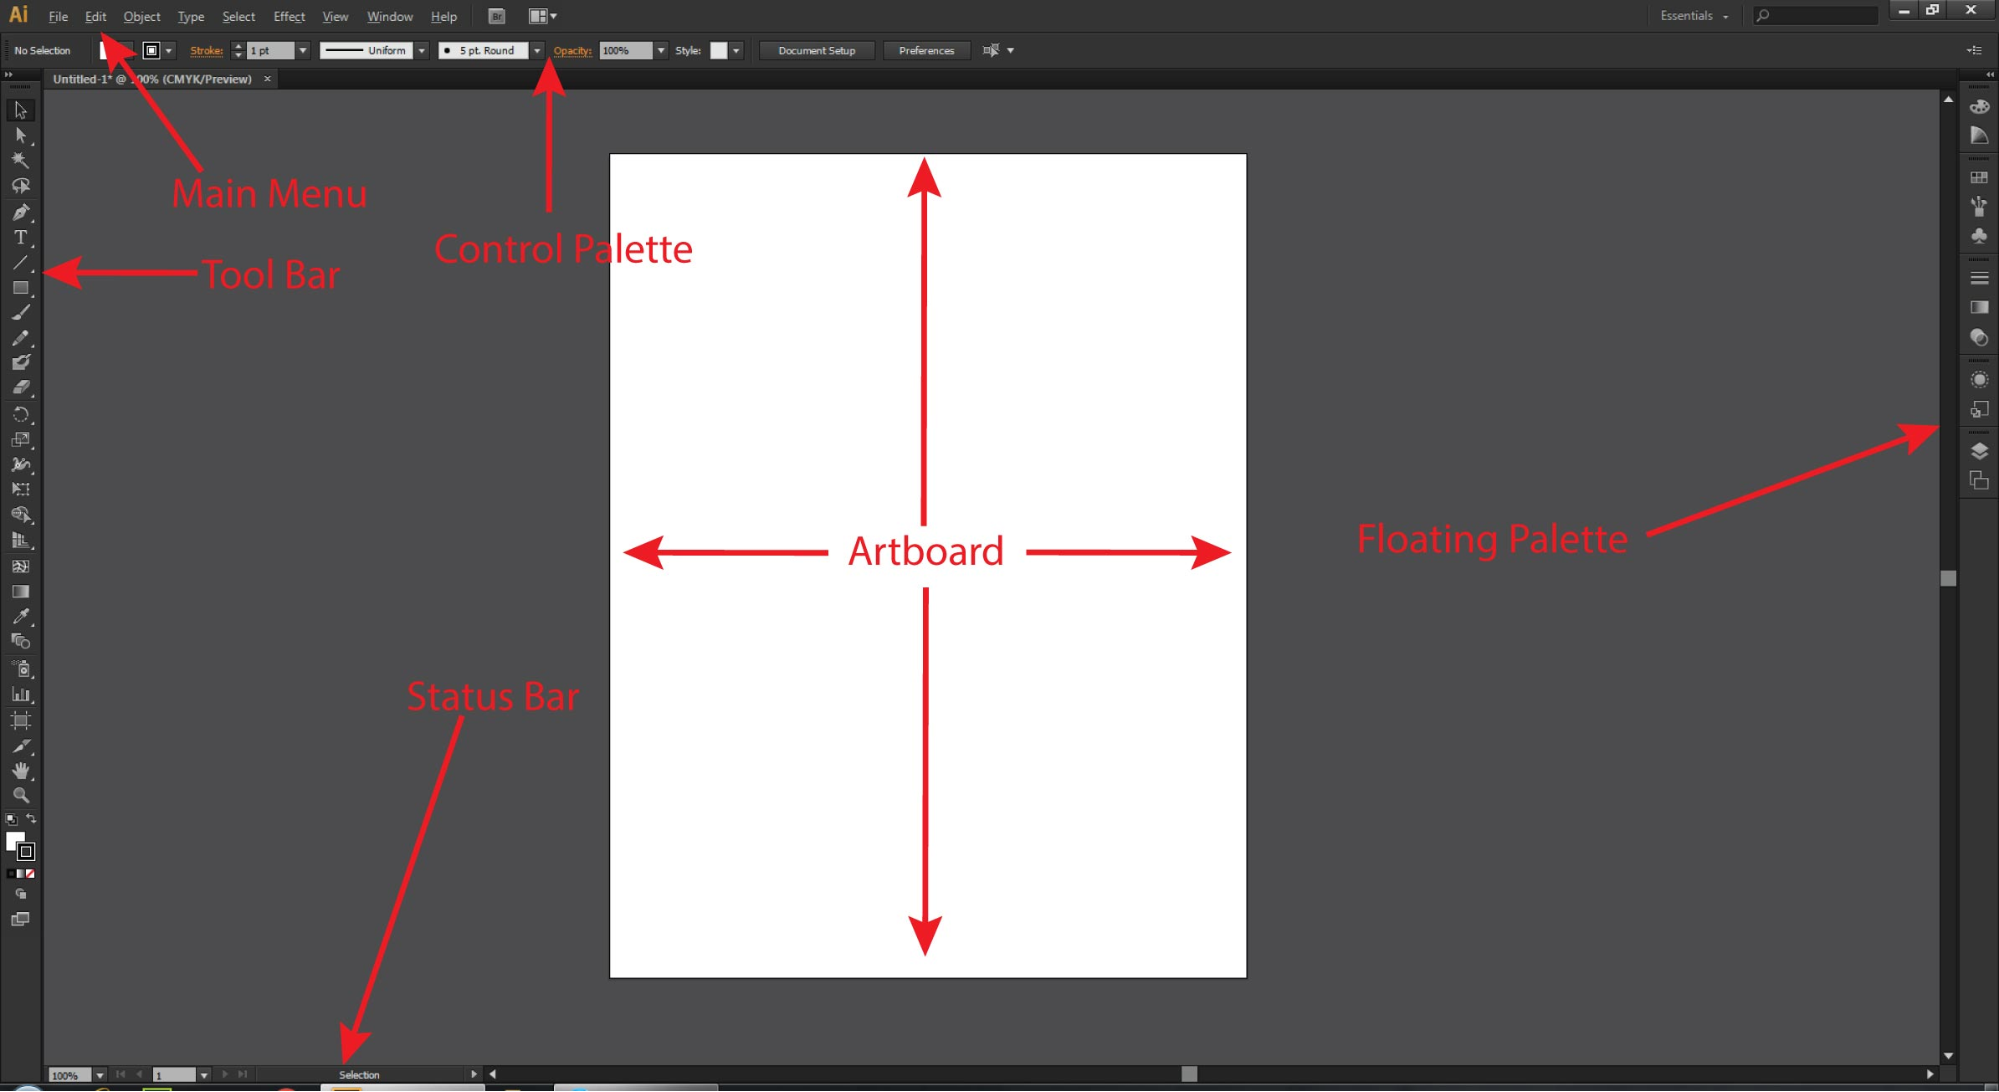 Ai File Edit Object Type Select Effect View Window Help Br Essentials
No Selection Stroke: 1 pt Uniform 5 pt. Round Opacity: 100% Style: Document Setup Preferences
Untitled-1* @ 100% (CMYK/Preview) ×
Main Menu
Control Palette
Tool Bar
Floating Palette
Artboard
Status Bar
100% 1 Selection